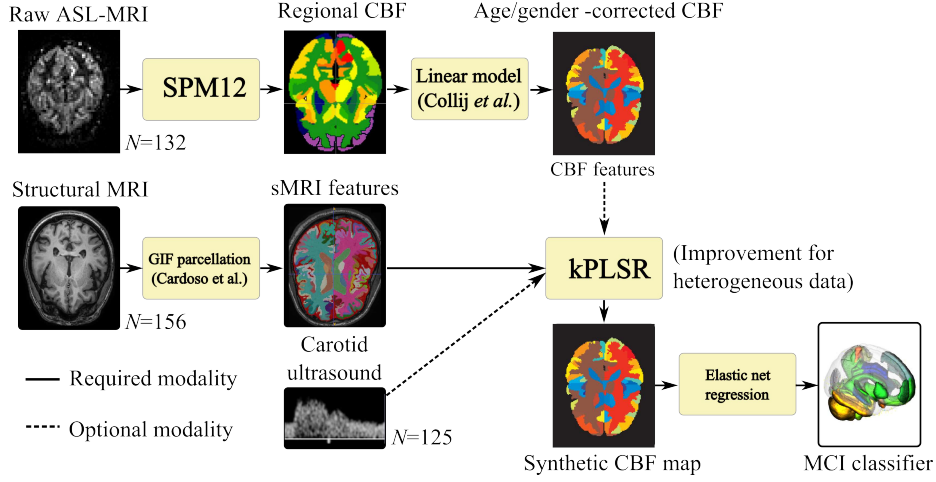 Raw ASL-MRI
Regional CBF
Age/gender -corrected CBF
SPM12
Linear model
(Collij et al.)
N=132
CBF features
Structural MRI
sMRI features
GIF parcellation
(Cardoso et al.)
kPLSR
(Improvement for
heterogeneous data)
N=156
Carotid
ultrasound
Required modality
Elastic net
regression
Optional modality
N=125
Synthetic CBF map
MCI classifier